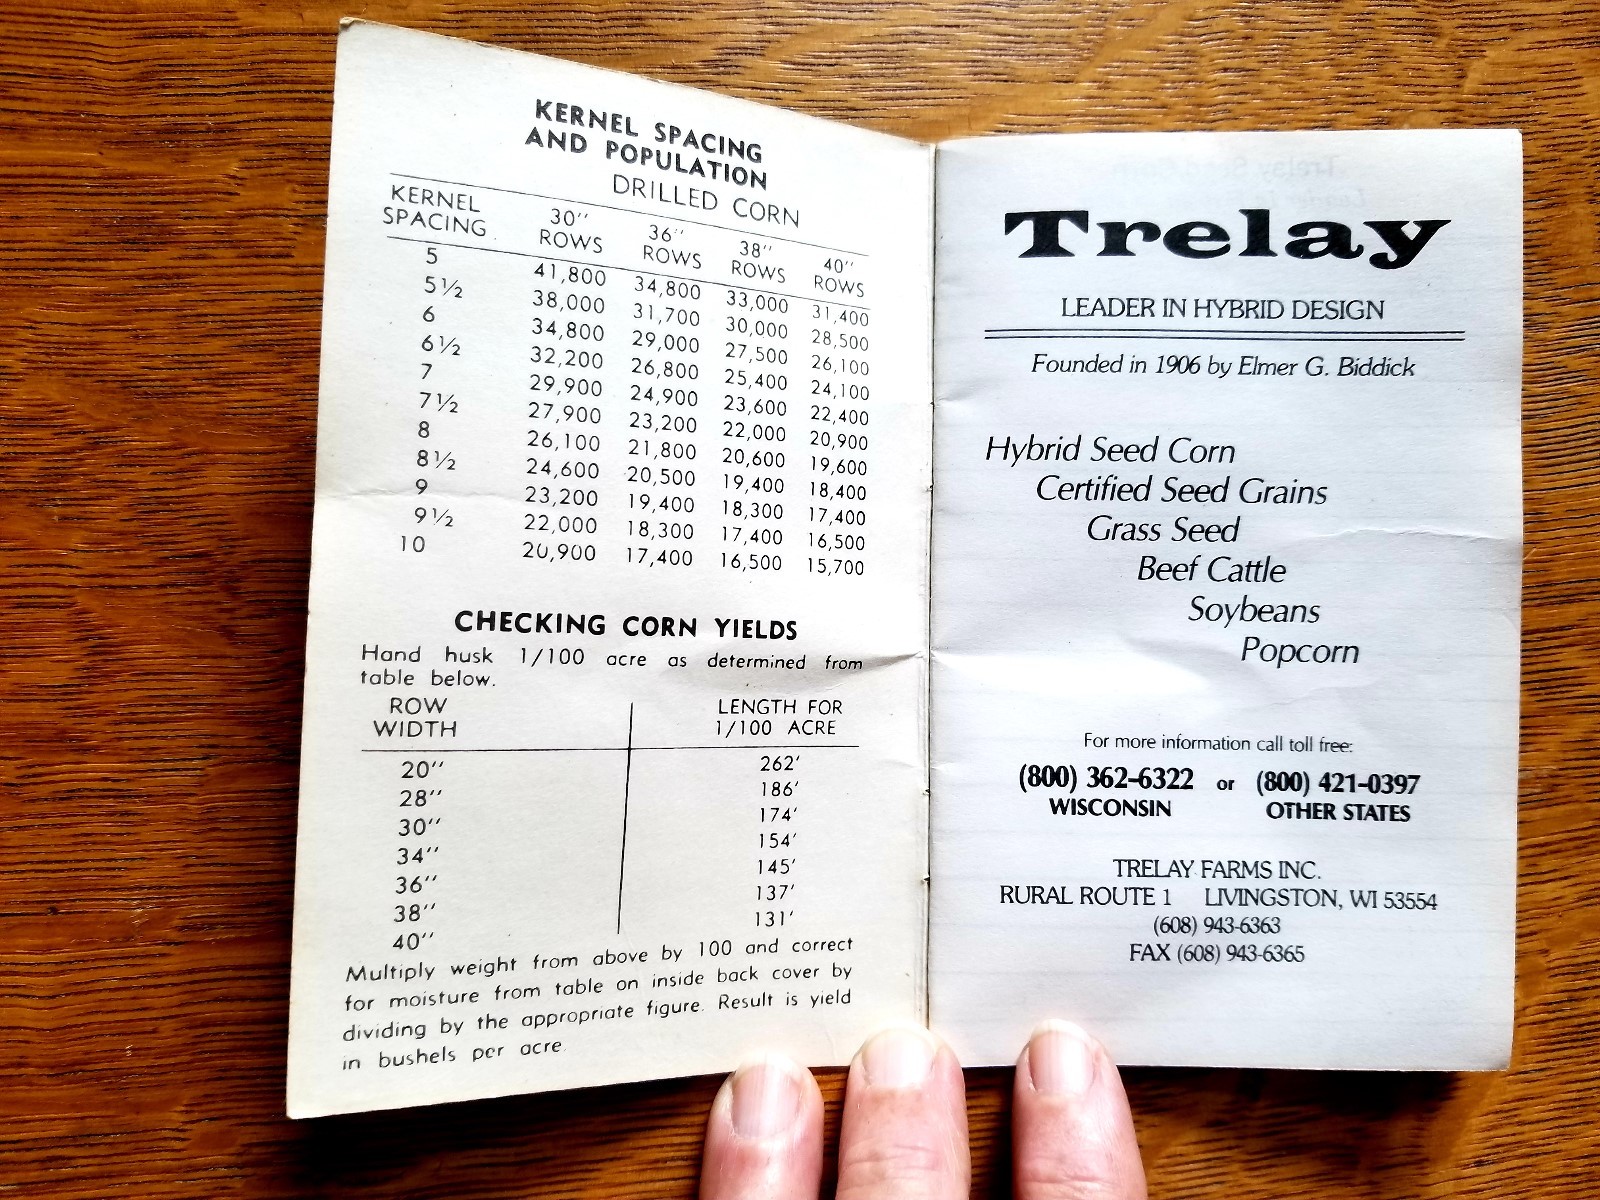 KERNEL SPACING
AND POPULATION
DRILLED CORN
KERNEL SPACING 30'' ROWS 36'' ROWS 38'' ROWS 40'' ROWS
5 41,800 34,800 33,000 31,400
5½ 38,000 31,700 30,000 28,500
6 34,800 29,000 27,500 26,100
6½ 32,200 26,800 25,400 24,100
7 29,900 24,900 23,600 22,400
7½ 27,900 23,200 22,000 20,900
8 26,100 21,800 20,600 19,600
8½ 24,600 20,500 19,400 18,400
9 23,200 19,400 18,300 17,400
9½ 22,000 18,300 17,400 16,500
10 20,900 17,400 16,500 15,700
CHECKING CORN YIELDS
Hand husk 1/100 acre as determined from
table below.
ROW LENGTH FOR
WIDTH 1/100 ACRE
20'' 262'
28'' 186'
30'' 174'
34'' 154'
36'' 145'
38'' 137'
40'' 131'
Multiply weight from above by 100 and correct
for moisture from table on inside back cover by
dividing by the appropriate figure. Result is yield
in bushels per acre.
Trelay
LEADER IN HYBRID DESIGN
Founded in 1906 by Elmer G. Biddick
Hybrid Seed Corn
Certified Seed Grains
Grass Seed
Beef Cattle
Soybeans
Popcorn
For more information call toll free:
(800) 362-6322 or (800) 421-0397
WISCONSIN OTHER STATES
TRELAY FARMS INC.
RURAL ROUTE 1 LIVINGSTON, WI 53554
(608) 943-6363
FAX (608) 943-6365